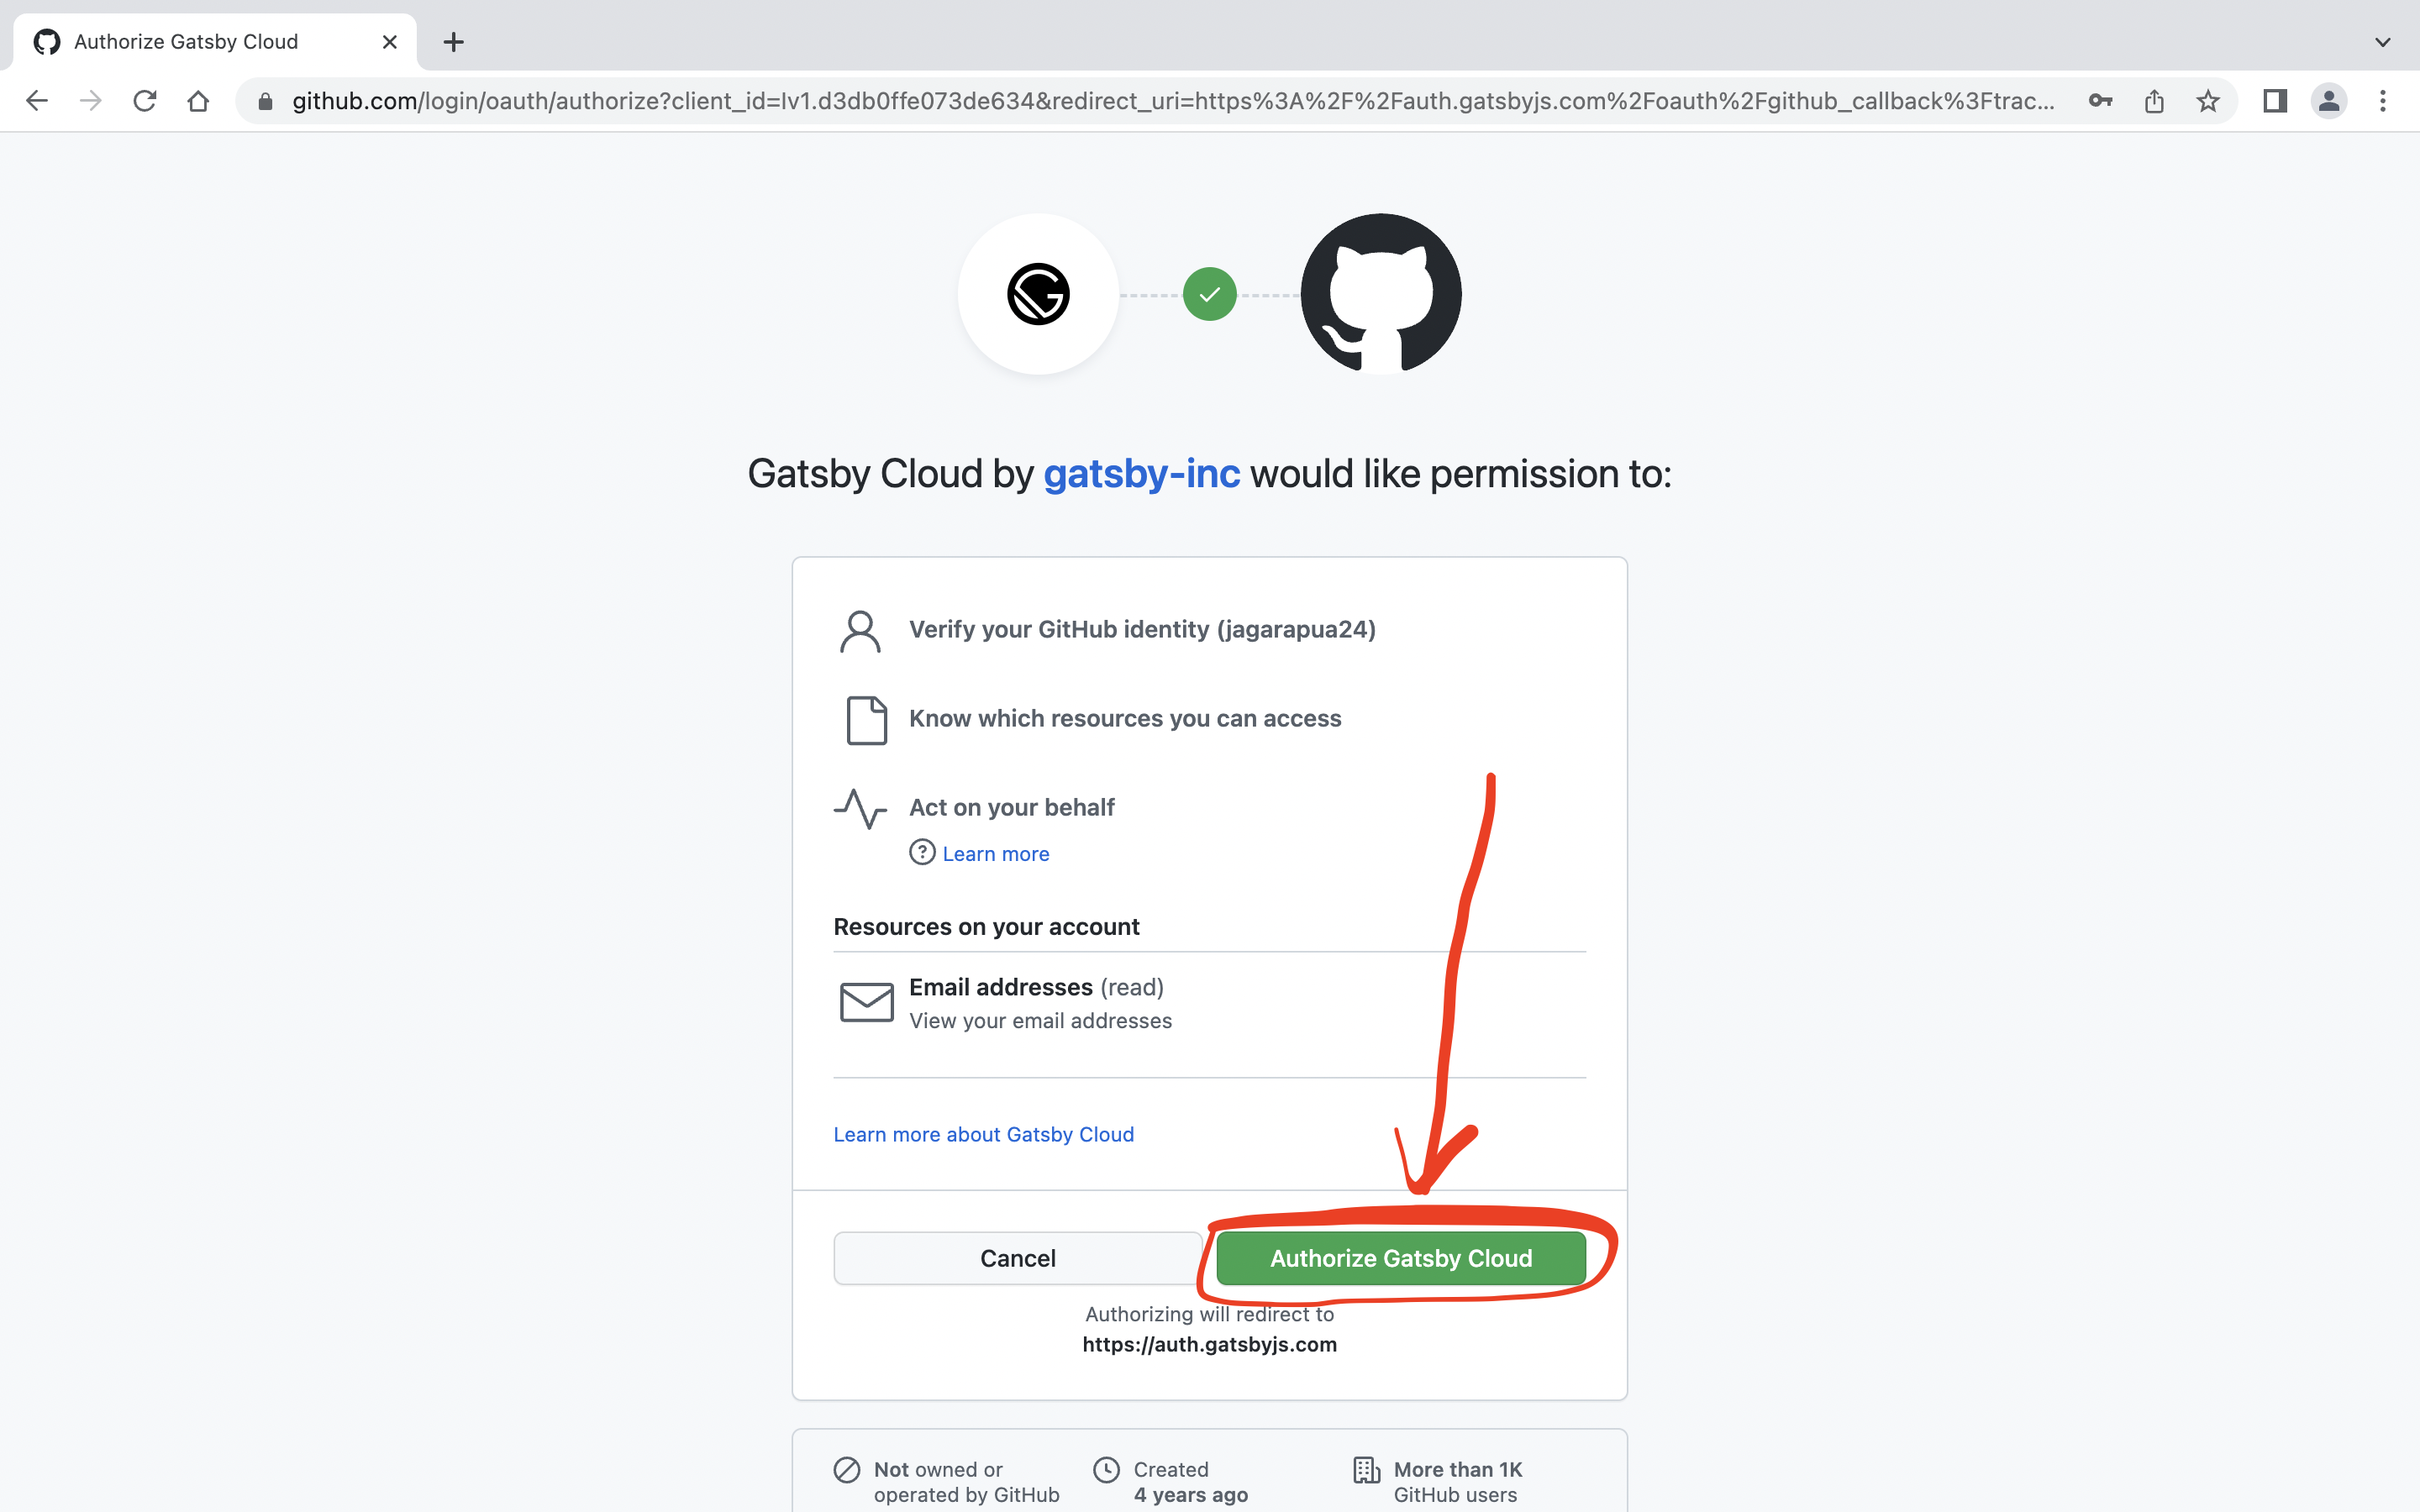 Authorize Gatsby Cloud
github.com/login/oauth/authorize?client_id=Iv1.d3db0ffe073de634&redirect_uri=https%3A%2F%2Fauth.gatsbyjs.com%2Foauth%2Fgithub_callback%3Ftrac...
Gatsby Cloud by gatsby-inc would like permission to:
Verify your GitHub identity (jagarapua24)
Know which resources you can access
Act on your behalf
Learn more
Resources on your account
Email addresses (read)
View your email addresses
Learn more about Gatsby Cloud
Cancel
Authorize Gatsby Cloud
Authorizing will redirect to
https://auth.gatsbyjs.com
Not owned or
operated by GitHub
Created
4 years ago
More than 1K
GitHub users